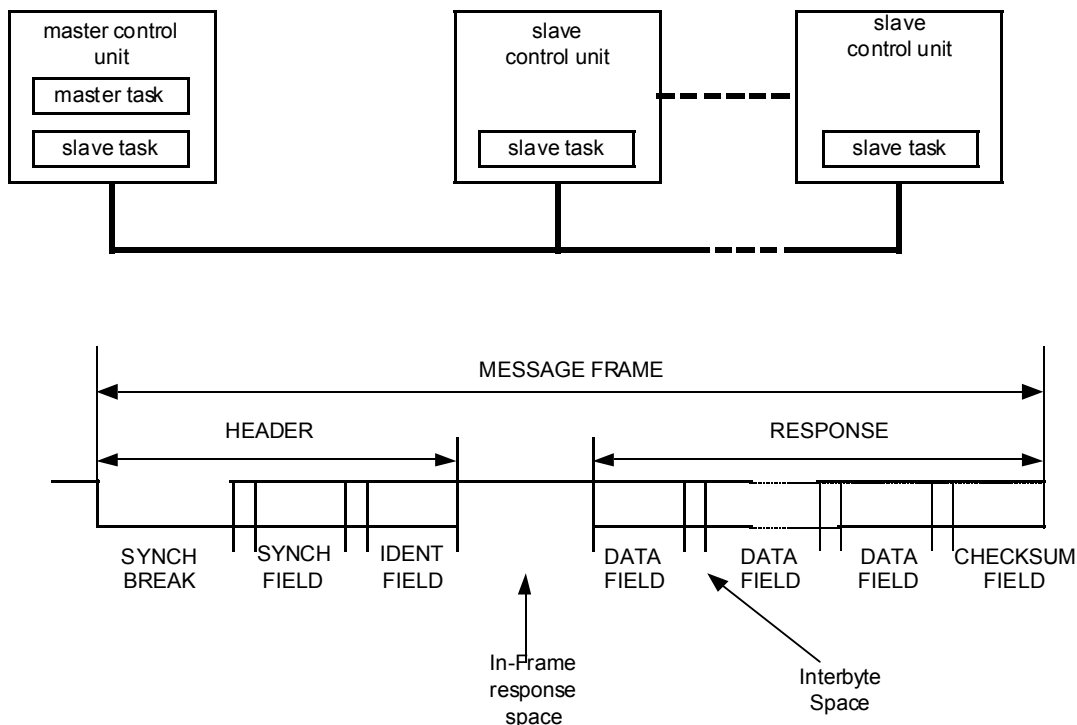 master control
unit
master task
slave task
slave
control unit
slave task
slave
control unit
slave task
MESSAGE FRAME
HEADER
RESPONSE
SYNCH
BREAK
SYNCH
FIELD
IDENT
FIELD
DATA
FIELD
DATA
FIELD
DATA
FIELD
CHECKSUM
FIELD
In-Frame
response
space
Interbyte
Space